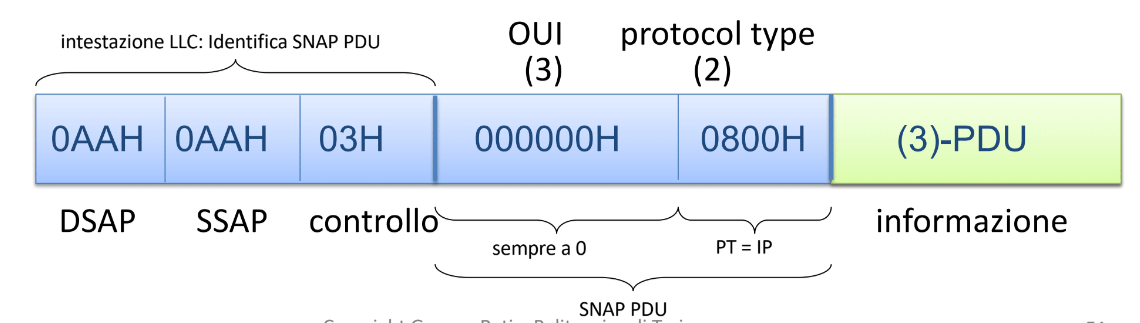 OUI protocol type
intestazione LLC: Identifica SNAP PDU
(3) (2)
0AAH 0AAH 03H 000000H 0800H (3)-PDU
DSAP SSAP controllo informazione
sempre a 0 PT = IP
SNAP PDU